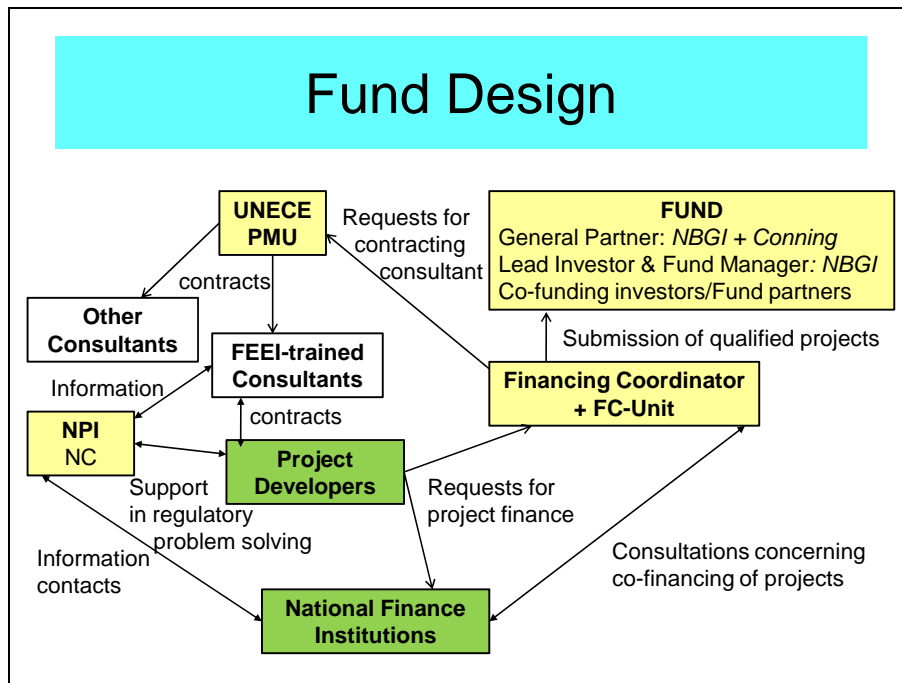 Fund Design
UNECE
PMU
Requests for
contracting
consultant
FUND
General Partner: NBGI + Conning
Lead Investor & Fund Manager: NBGI
Co-funding investors/Fund partners
contracts
Other
Consultants
FEEI-trained
Consultants
Submission of qualified projects
Information
Financing Coordinator
+ FC-Unit
contracts
NPI
NC
Project
Developers
Support
in regulatory
problem solving
Requests for
project finance
Information
contacts
Consultations concerning
co-financing of projects
National Finance
Institutions